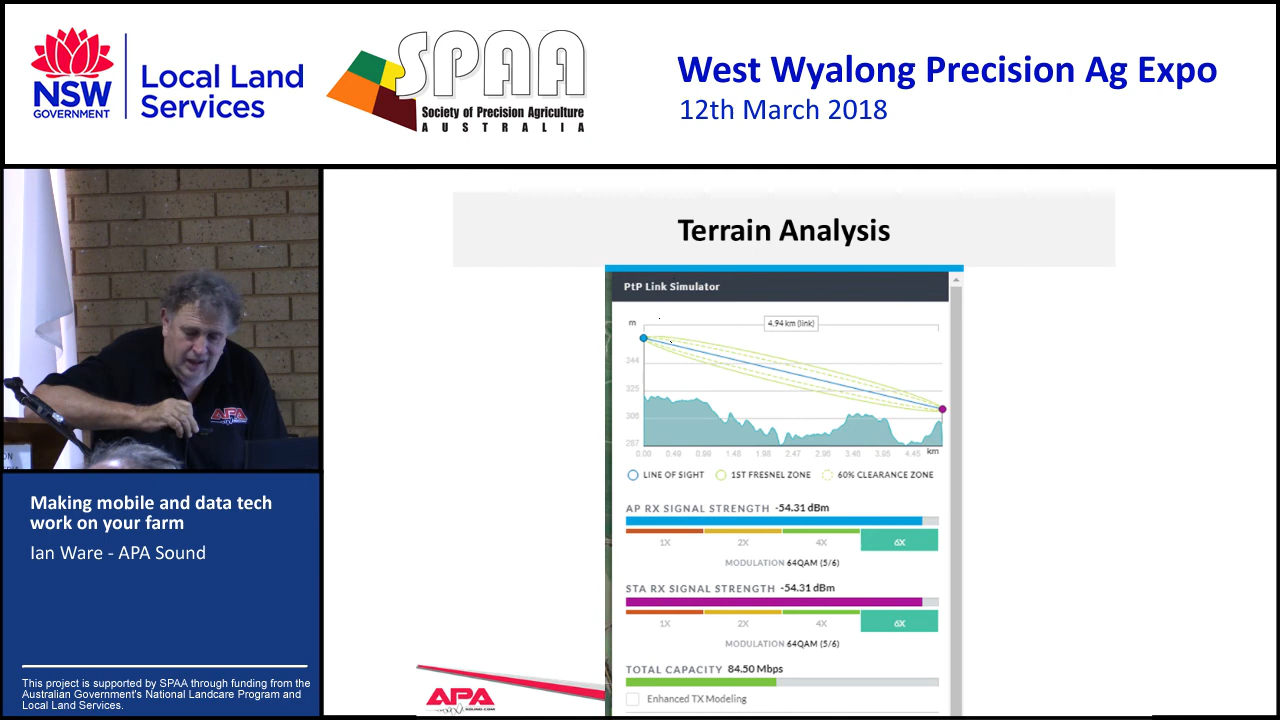 NSW
GOVERNMENT
Local Land
Services
SPAA
Society of Precision Agriculture
AUSTRALIA
West Wyalong Precision Ag Expo
12th March 2018
APA
Making mobile and data tech
work on your farm
Ian Ware - APA Sound
This project is supported by SPAA through funding from the
Australian Government's National Landcare Program and
Local Land Services.
Terrain Analysis
PtP Link Simulator
m
4.94 km (link)
344
325
306
287
0.00 0.49 0.99 1.48 1.98 2.47 2.96 3.46 3.95 4.45 km
LINE OF SIGHT 1ST FRESNEL ZONE 60% CLEARANCE ZONE
AP RX SIGNAL STRENGTH -54.31 dBm
1X 2X 4X 6X
MODULATION 64QAM (5/6)
STA RX SIGNAL STRENGTH -54.31 dBm
1X 2X 4X 6X
MODULATION 64QAM (5/6)
TOTAL CAPACITY 84.50 Mbps
Enhanced TX Modeling
APA